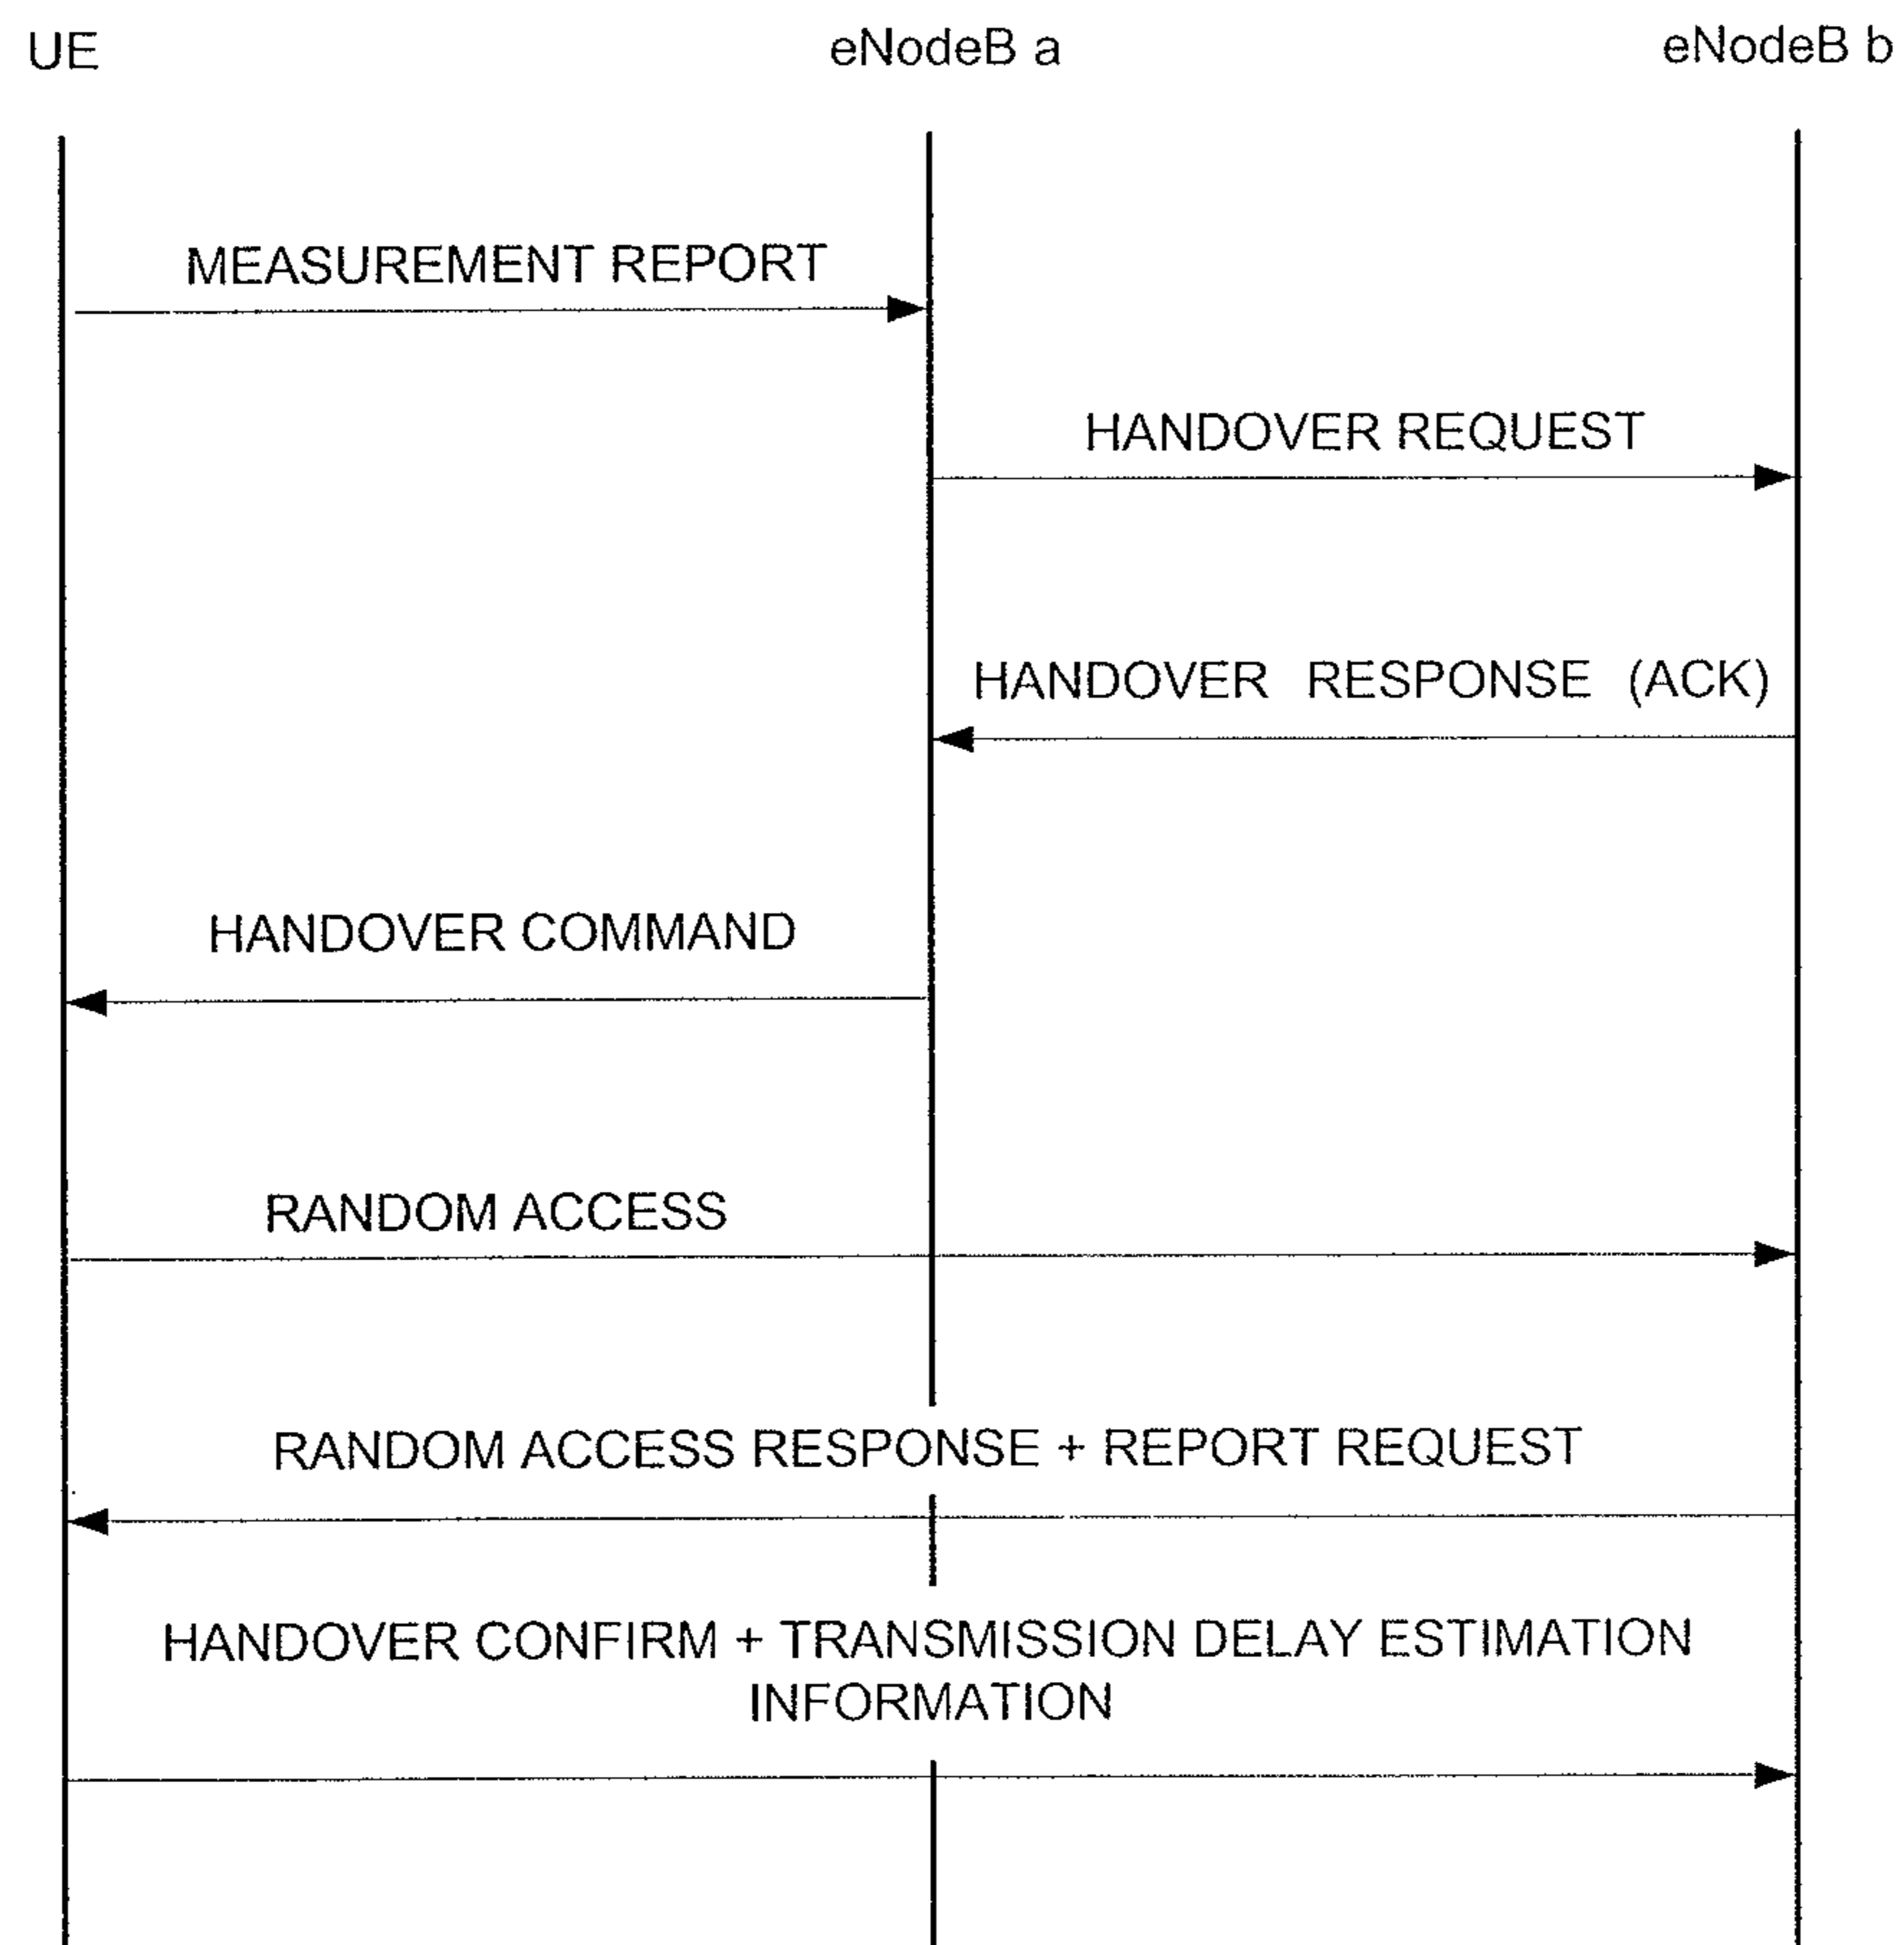 UE
eNodeB a
eNodeB b
MEASUREMENT REPORT
HANDOVER REQUEST
HANDOVER RESPONSE (ACK)
HANDOVER COMMAND
RANDOM ACCESS
RANDOM ACCESS RESPONSE + REPORT REQUEST
HANDOVER CONFIRM + TRANSMISSION DELAY ESTIMATION
INFORMATION